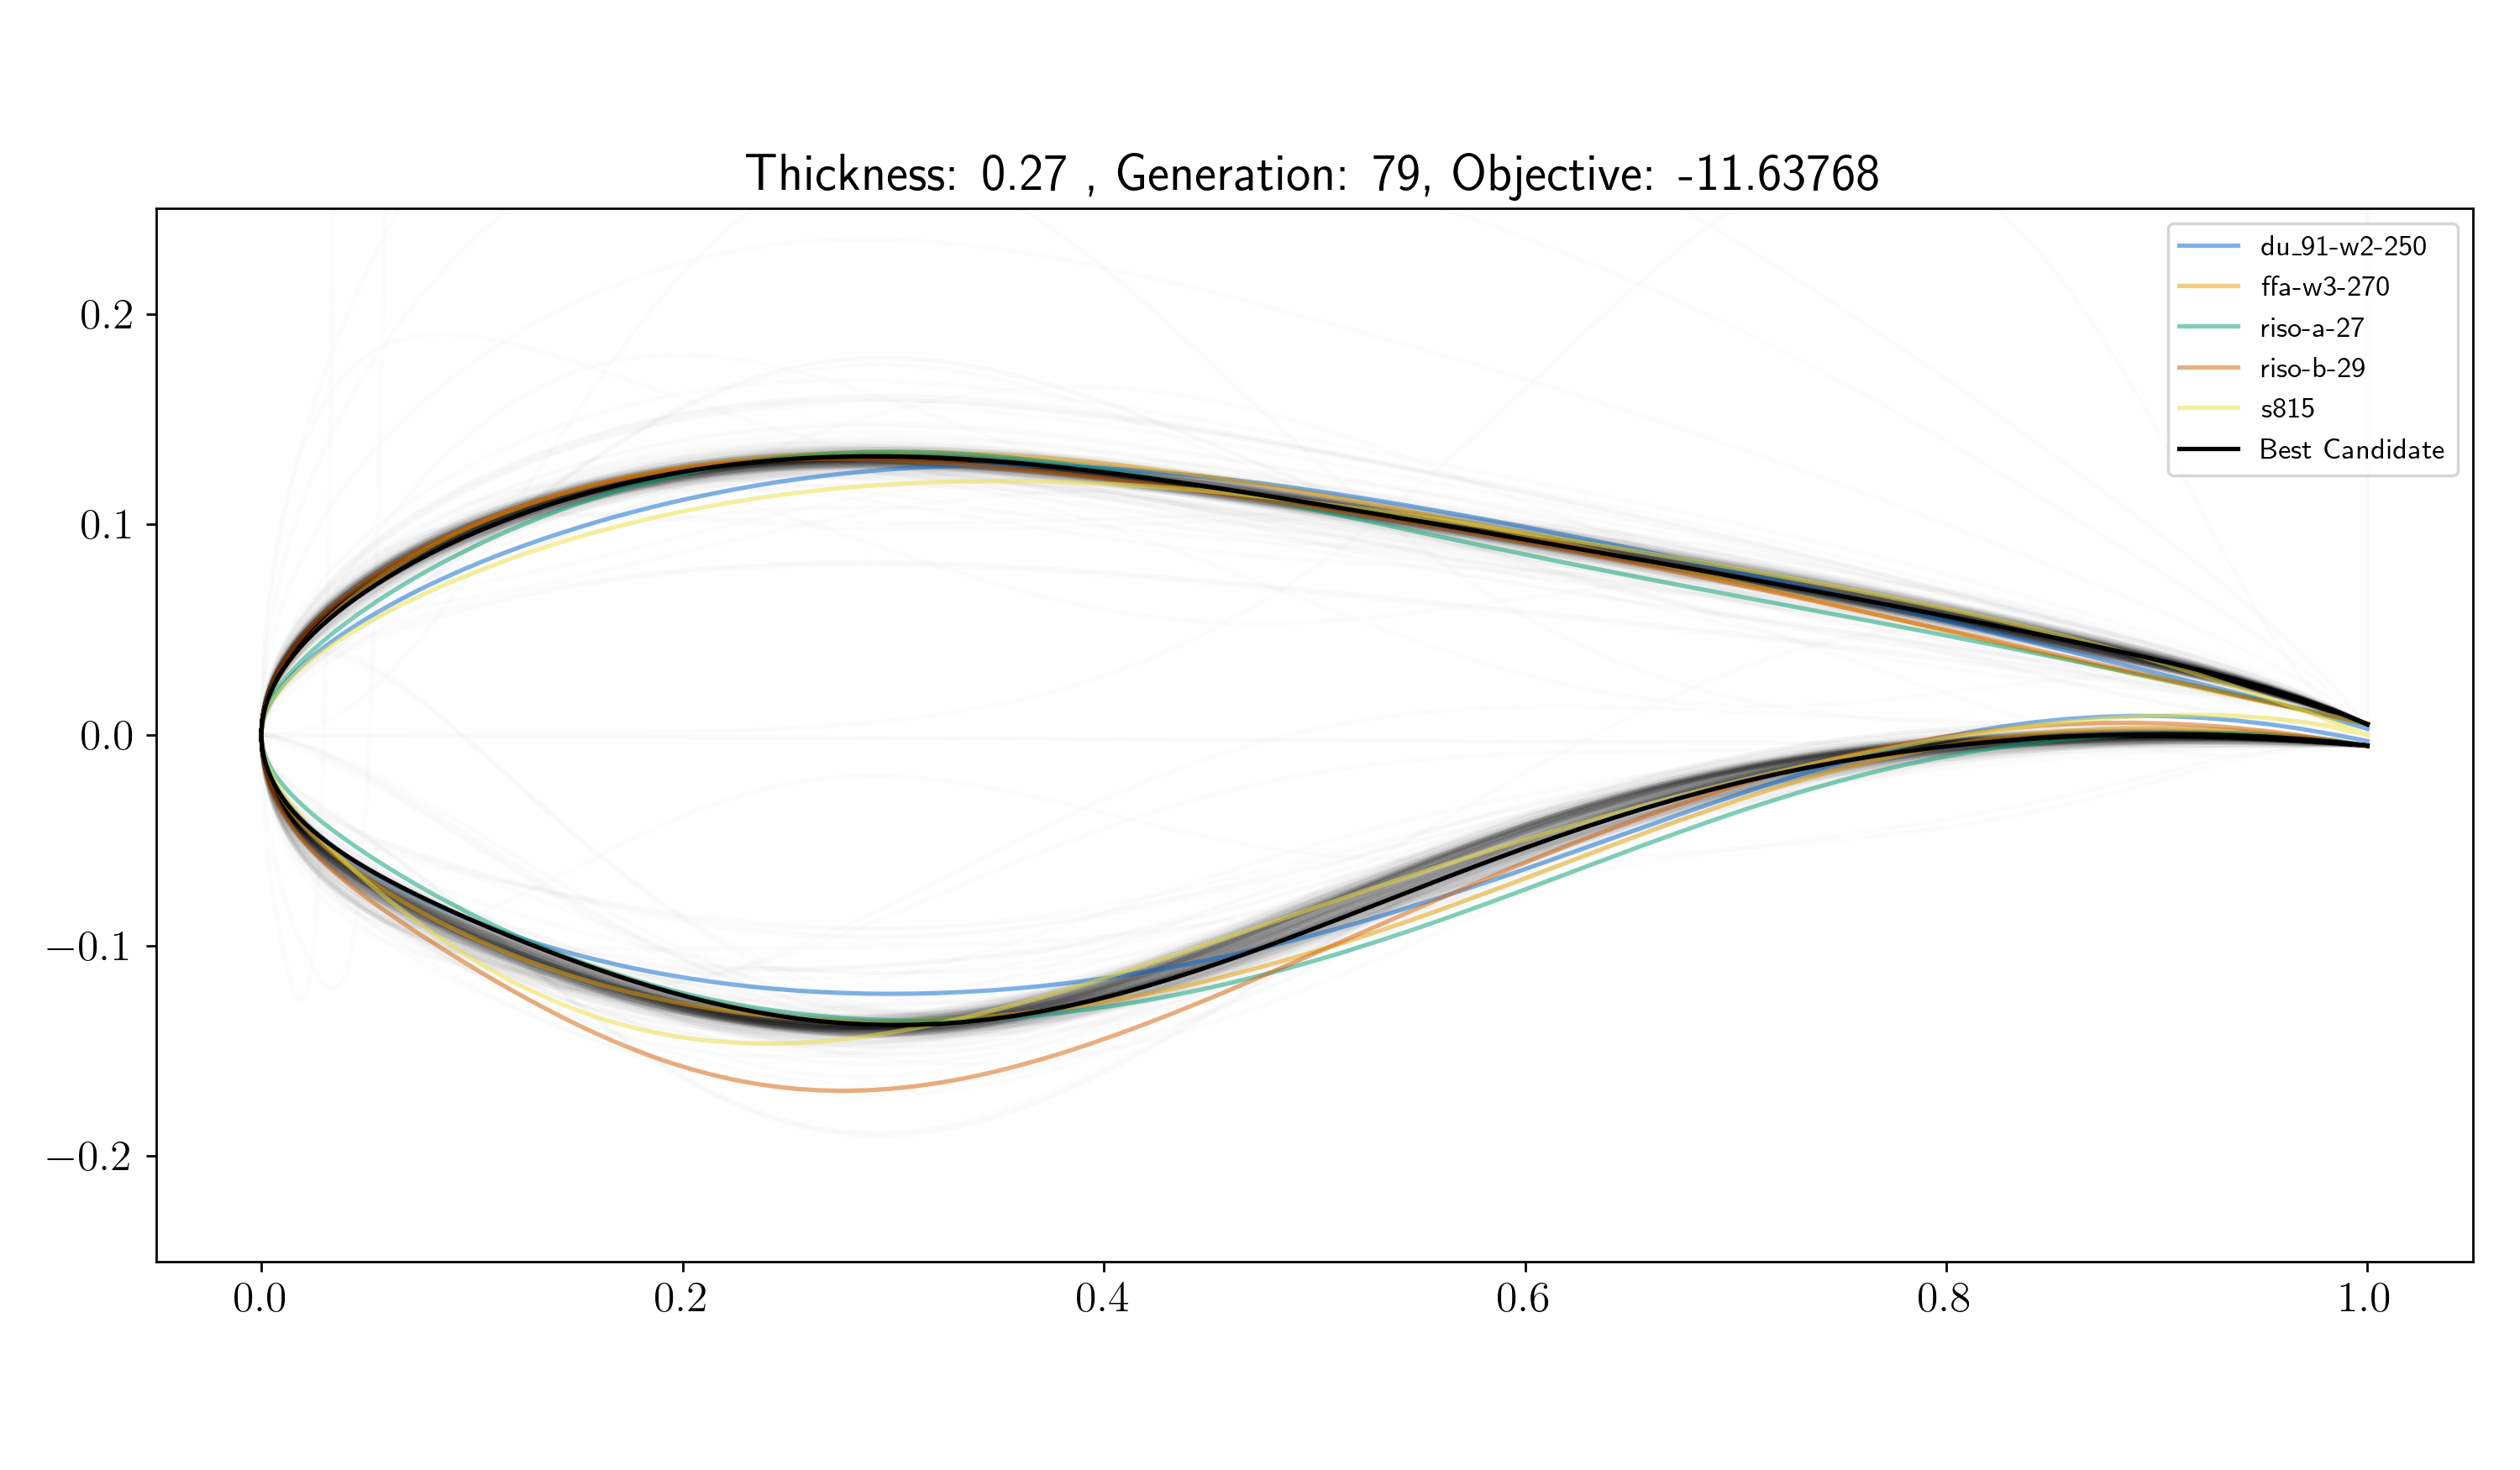 Thickness: 0.27 , Generation: 79, Objective: -11.63768
du_91-w2-250
ffa-w3-270
riso-a-27
riso-b-29
s815
Best Candidate
0.2
0.1
0.0
−0.1
−0.2
0.0 0.2 0.4 0.6 0.8 1.0